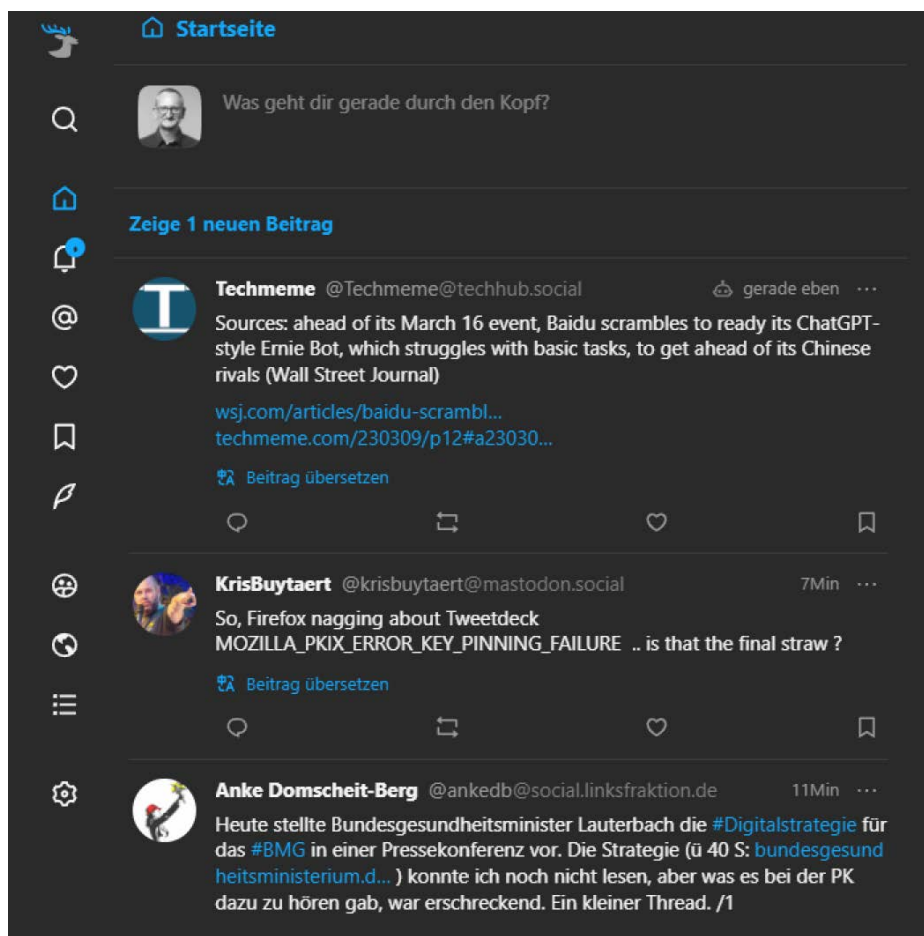 Startseite
Was geht dir gerade durch den Kopf?
Zeige 1 neuen Beitrag
Techmeme @Techmeme@techhub.social gerade eben ...
Sources: ahead of its March 16 event, Baidu scrambles to ready its ChatGPT-
style Ernie Bot, which struggles with basic tasks, to get ahead of its Chinese
rivals (Wall Street Journal)
wsj.com/articles/baidu-scrambl...
techmeme.com/230309/p12#a23030...
Beitrag übersetzen
KrisBuytaert @krisbuytaert@mastodon.social 7Min ...
So, Firefox nagging about Tweetdeck
MOZILLA_PKIX_ERROR_KEY_PINNING_FAILURE .. is that the final straw ?
Beitrag übersetzen
Anke Domscheit-Berg @ankedb@social.linksfraktion.de 11Min ...
Heute stellte Bundesgesundheitsminister Lauterbach die #Digitalstrategie für
das #BMG in einer Pressekonferenz vor. Die Strategie (ü 40 S: bundesgesund
heitsministerium.d... ) konnte ich noch nicht lesen, aber was es bei der PK
dazu zu hören gab, war erschreckend. Ein kleiner Thread. /1